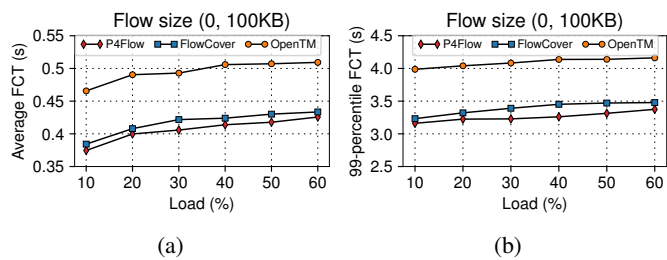 Flow size (0, 100KB)
P4Flow FlowCover OpenTM
Average FCT (s)
0.55
0.5
0.45
0.4
0.35
10 20 30 40 50 60
Load (%)
(a)
Flow size (0, 100KB)
P4Flow FlowCover OpenTM
99-percentile FCT (s)
4.5
4.0
3.5
3.0
2.5
10 20 30 40 50 60
Load (%)
(b)